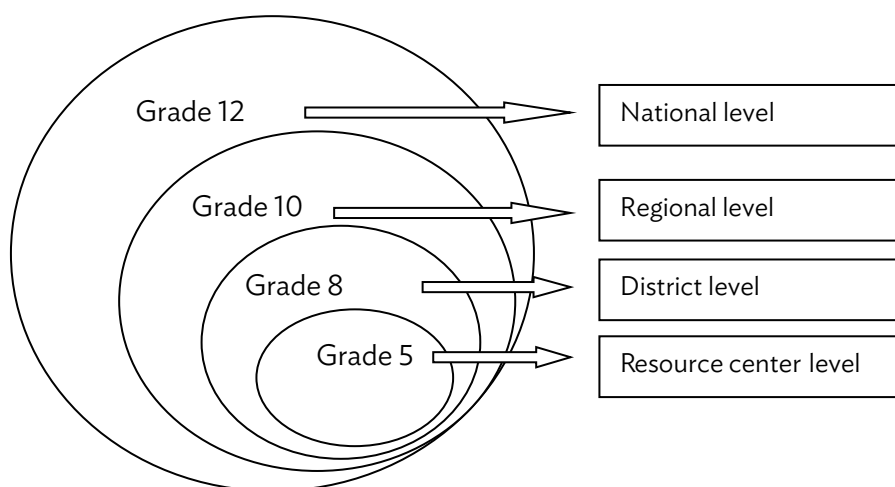 Grade 12
National level
Grade 10
Regional level
Grade 8
District level
Grade 5
Resource center level